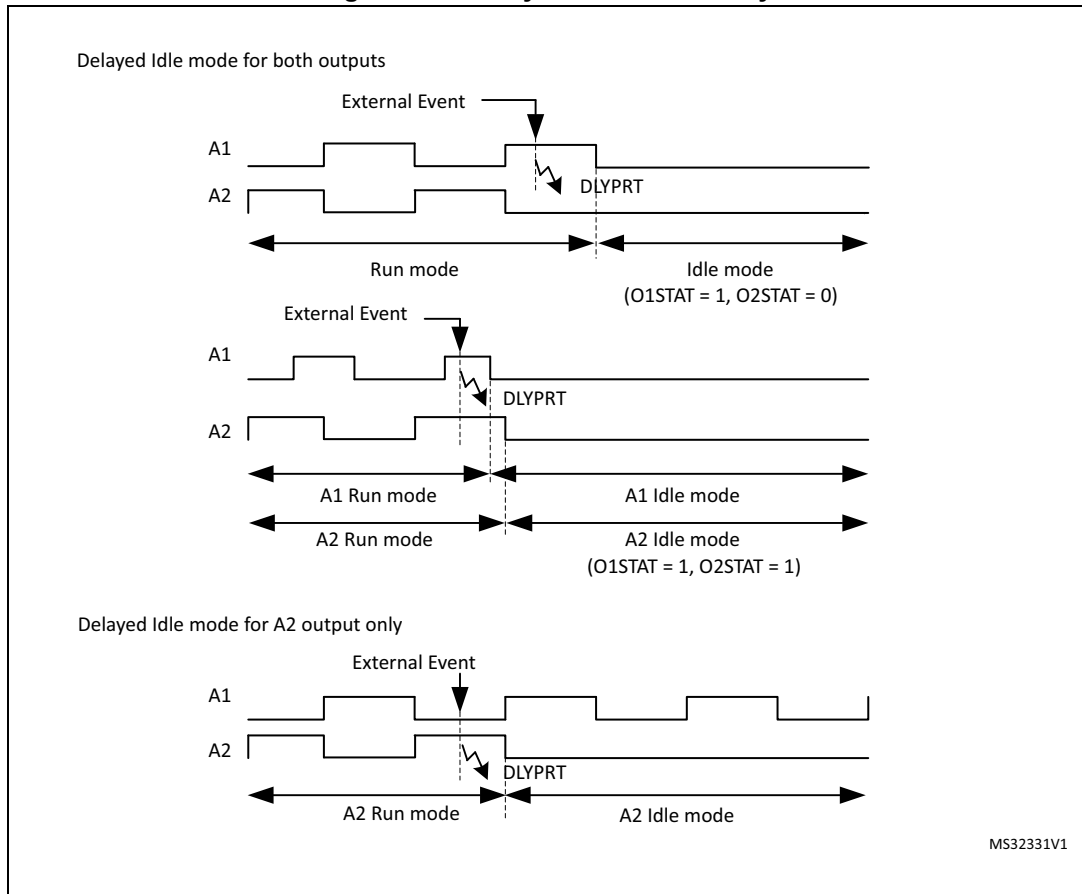 Delayed Idle mode for both outputs
External Event
A1
DLYPRT
A2
Run mode
Idle mode
(O1STAT = 1, O2STAT = 0)
External Event
A1
DLYPRT
A2
A1 Run mode
A1 Idle mode
A2 Run mode
A2 Idle mode
(O1STAT = 1, O2STAT = 1)
Delayed Idle mode for A2 output only
External Event
A1
A2
DLYPRT
A2 Run mode
A2 Idle mode
MS32331V1